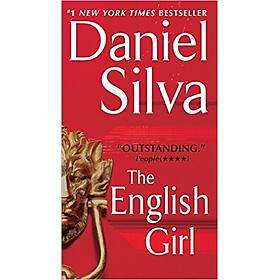 #1 NEW YORK TIMES BESTSELLER
Daniel
Silva
"OUTSTANDING."
People (★★★★)
The
English
Girl